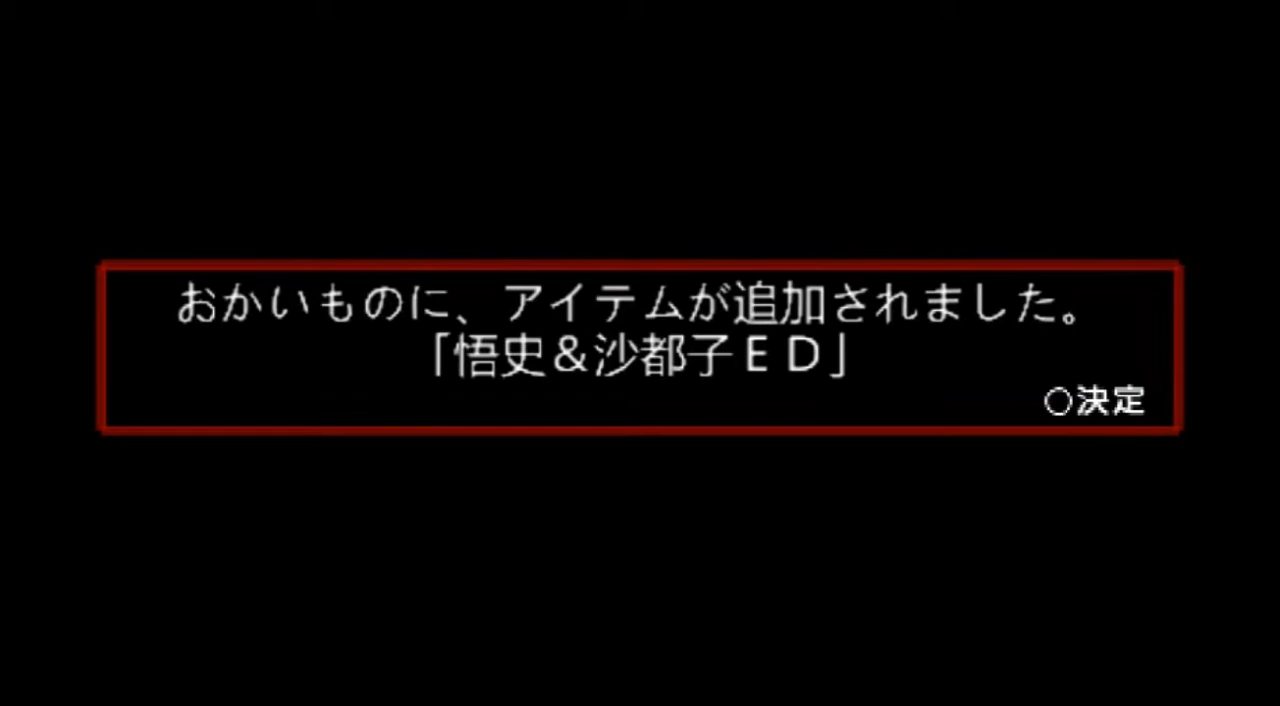 おかいものに、アイテムが追加されました。
「悟史＆沙都子ＥＤ」
○決定